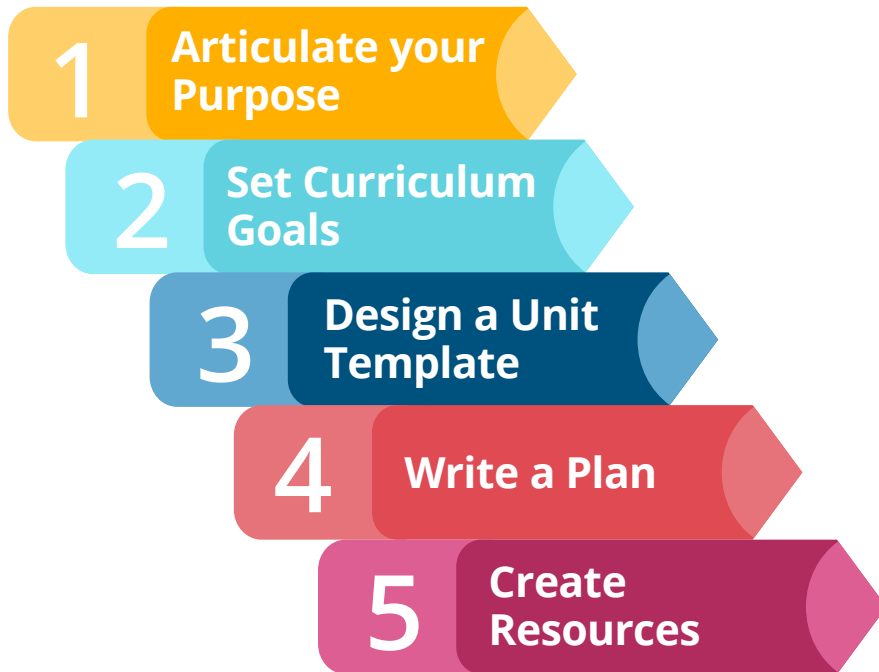 1
Articulate your
Purpose
2
Set Curriculum
Goals
3
Design a Unit
Template
4
Write a Plan
5
Create
Resources